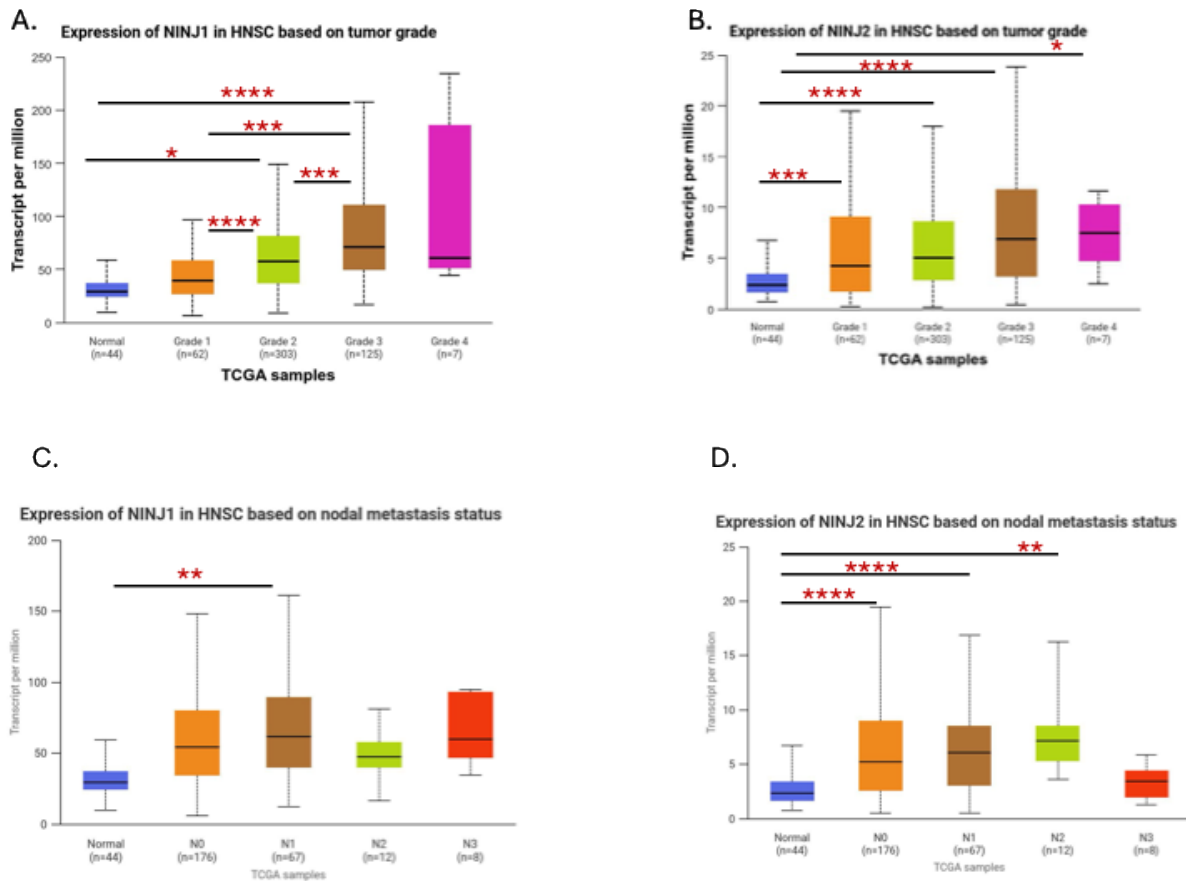 A.
Expression of NINJ1 in HNSC based on tumor grade
Transcript per million
250
200
150
100
50
0
****
***
*
***
****
Normal
(n=44)
Grade 1
(n=62)
Grade 2
(n=303)
Grade 3
(n=125)
Grade 4
(n=7)
TCGA samples
B.
Expression of NINJ2 in HNSC based on tumor grade
Transcript per million
25
20
15
10
5
0
*
****
****
***
Normal
(n=44)
Grade 1
(n=62)
Grade 2
(n=303)
Grade 3
(n=125)
Grade 4
(n=7)
TCGA samples
C.
Expression of NINJ1 in HNSC based on nodal metastasis status
Transcript per million
200
150
100
50
0
**
Normal
(n=44)
N0
(n=176)
N1
(n=67)
N2
(n=12)
N3
(n=8)
TCGA samples
D.
Expression of NINJ2 in HNSC based on nodal metastasis status
Transcript per million
25
20
15
10
5
0
**
****
****
Normal
(n=44)
N0
(n=176)
N1
(n=67)
N2
(n=12)
N3
(n=8)
TCGA samples